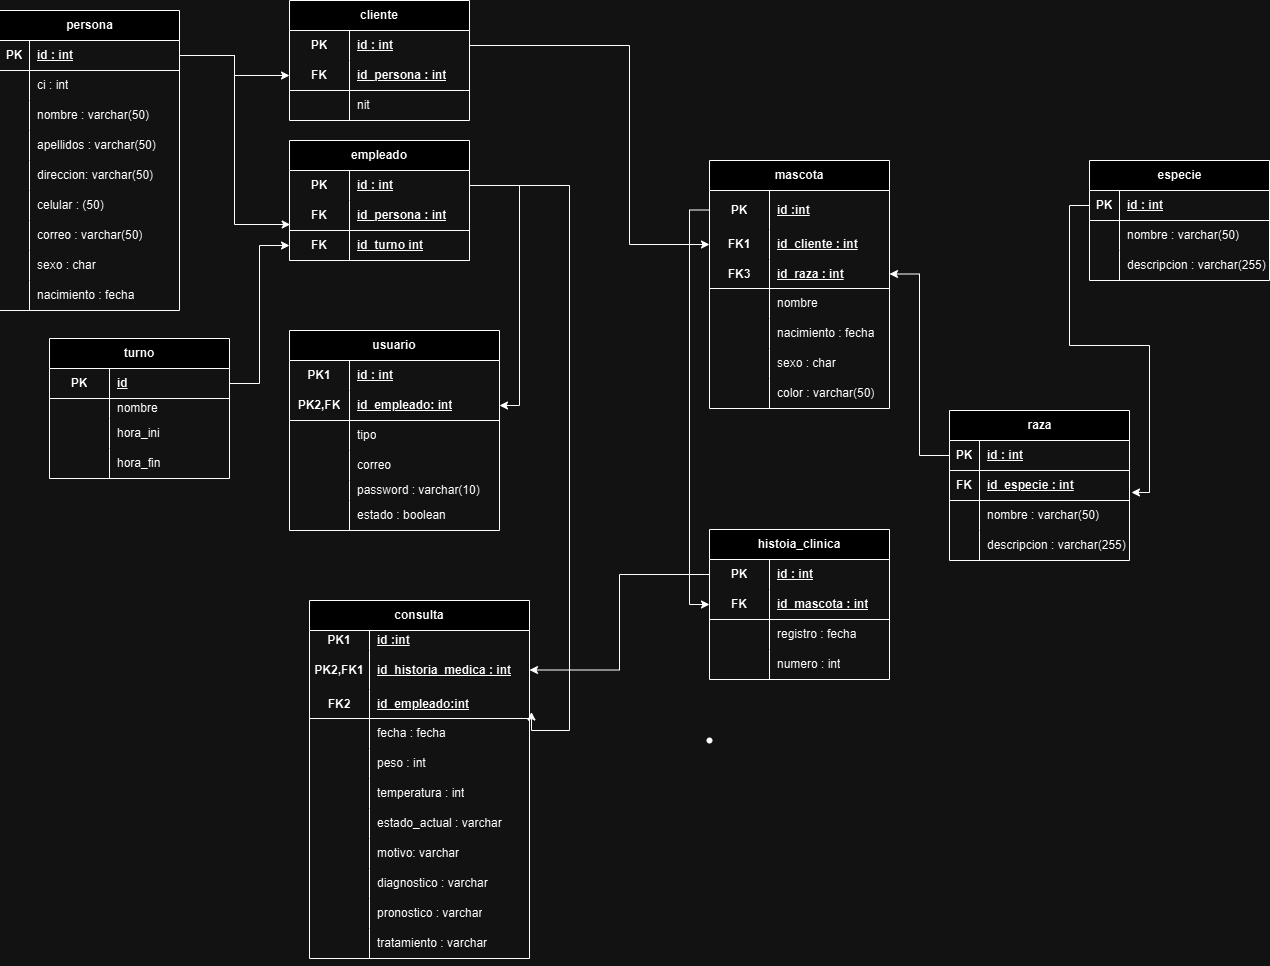 persona
PK id : int
ci : int
nombre : varchar(50)
apellidos : varchar(50)
direccion: varchar(50)
celular : (50)
correo : varchar(50)
sexo : char
nacimiento : fecha
cliente
PK id : int
FK id_persona : int
nit
empleado
PK id : int
FK id_persona : int
FK id_turno int
turno
PK id
nombre
hora_ini
hora_fin
usuario
PK1 id : int
PK2,FK id_empleado: int
tipo
correo
password : varchar(10)
estado : boolean
mascota
PK id :int
FK1 id_cliente : int
FK3 id_raza : int
nombre
nacimiento : fecha
sexo : char
color : varchar(50)
especie
PK id : int
nombre : varchar(50)
descripcion : varchar(255)
raza
PK id : int
FK id_especie : int
nombre : varchar(50)
descripcion : varchar(255)
histoia_clinica
PK id : int
FK id_mascota : int
registro : fecha
numero : int
consulta
PK1 id :int
PK2,FK1 id_historia_medica : int
FK2 id_empleado:int
fecha : fecha
peso : int
temperatura : int
estado_actual : varchar
motivo: varchar
diagnostico : varchar
pronostico : varchar
tratamiento : varchar